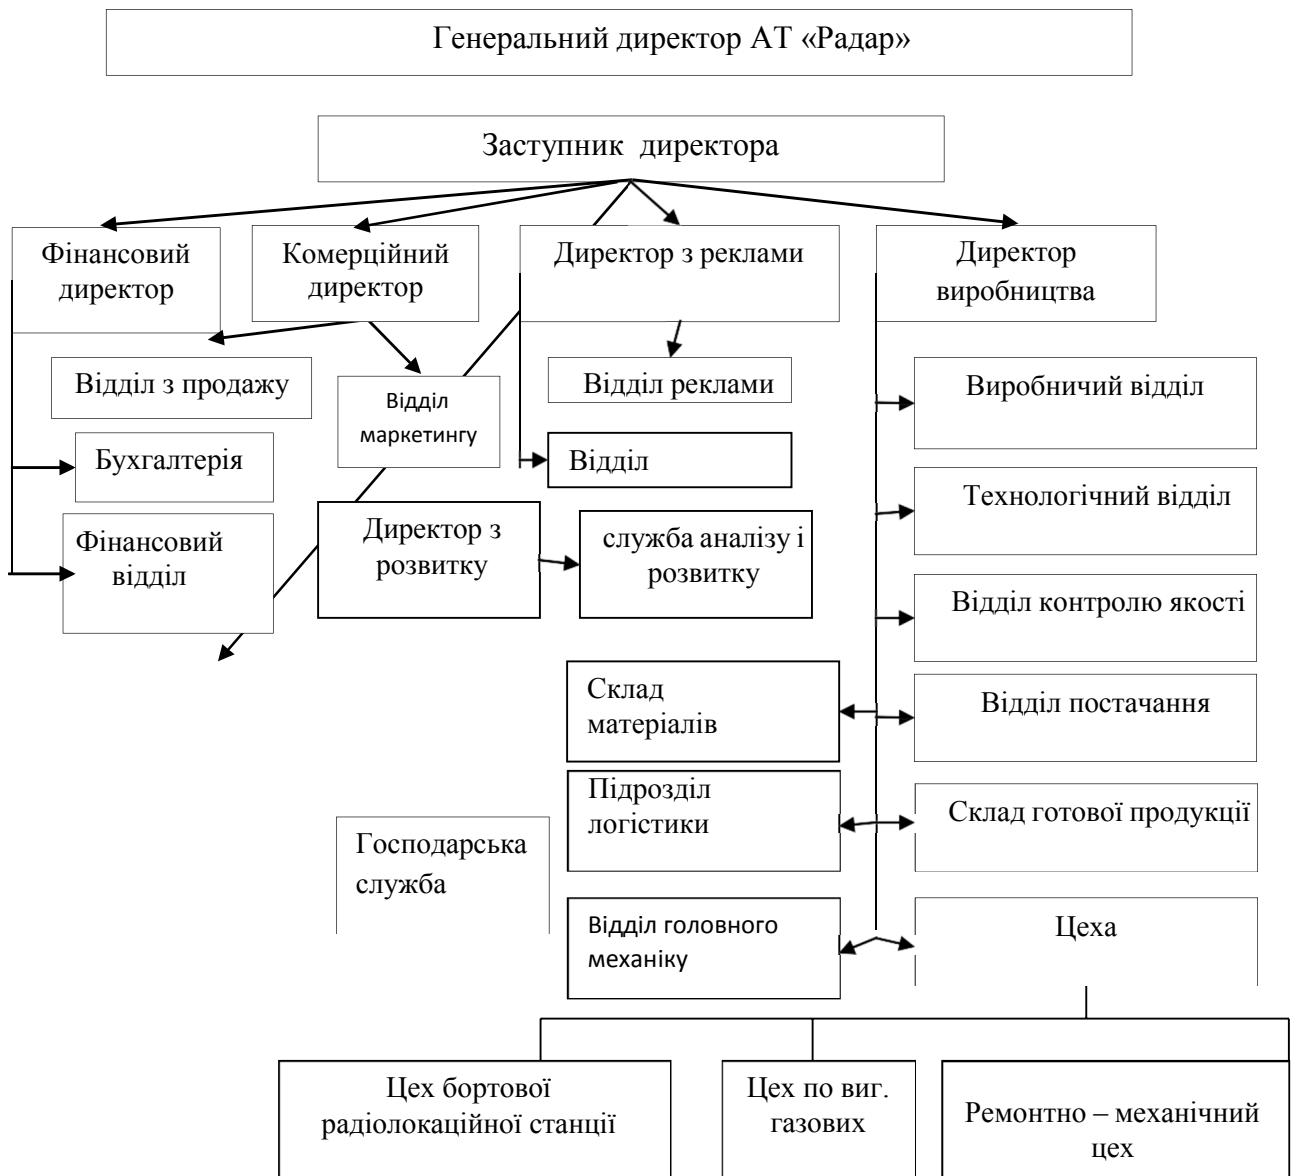 Генеральний директор АТ «Радар»
Заступник директора
Фінансовий
директор
Комерційний
директор
Директор з реклами
Директор
виробництва
Відділ з продажу
Відділ
маркетингу
Відділ реклами
Виробничий відділ
Бухгалтерія
Відділ
Технологічний відділ
Фінансовий
відділ
Директор з
розвитку
служба аналізу і
розвитку
Відділ контролю якості
Склад
матеріалів
Відділ постачання
Підрозділ
логістики
Склад готової продукції
Господарська
служба
Відділ головного
механіку
Цеха
Цех бортової
радіолокаційної станції
Цех по виг.
газових
Ремонтно – механічний
цех